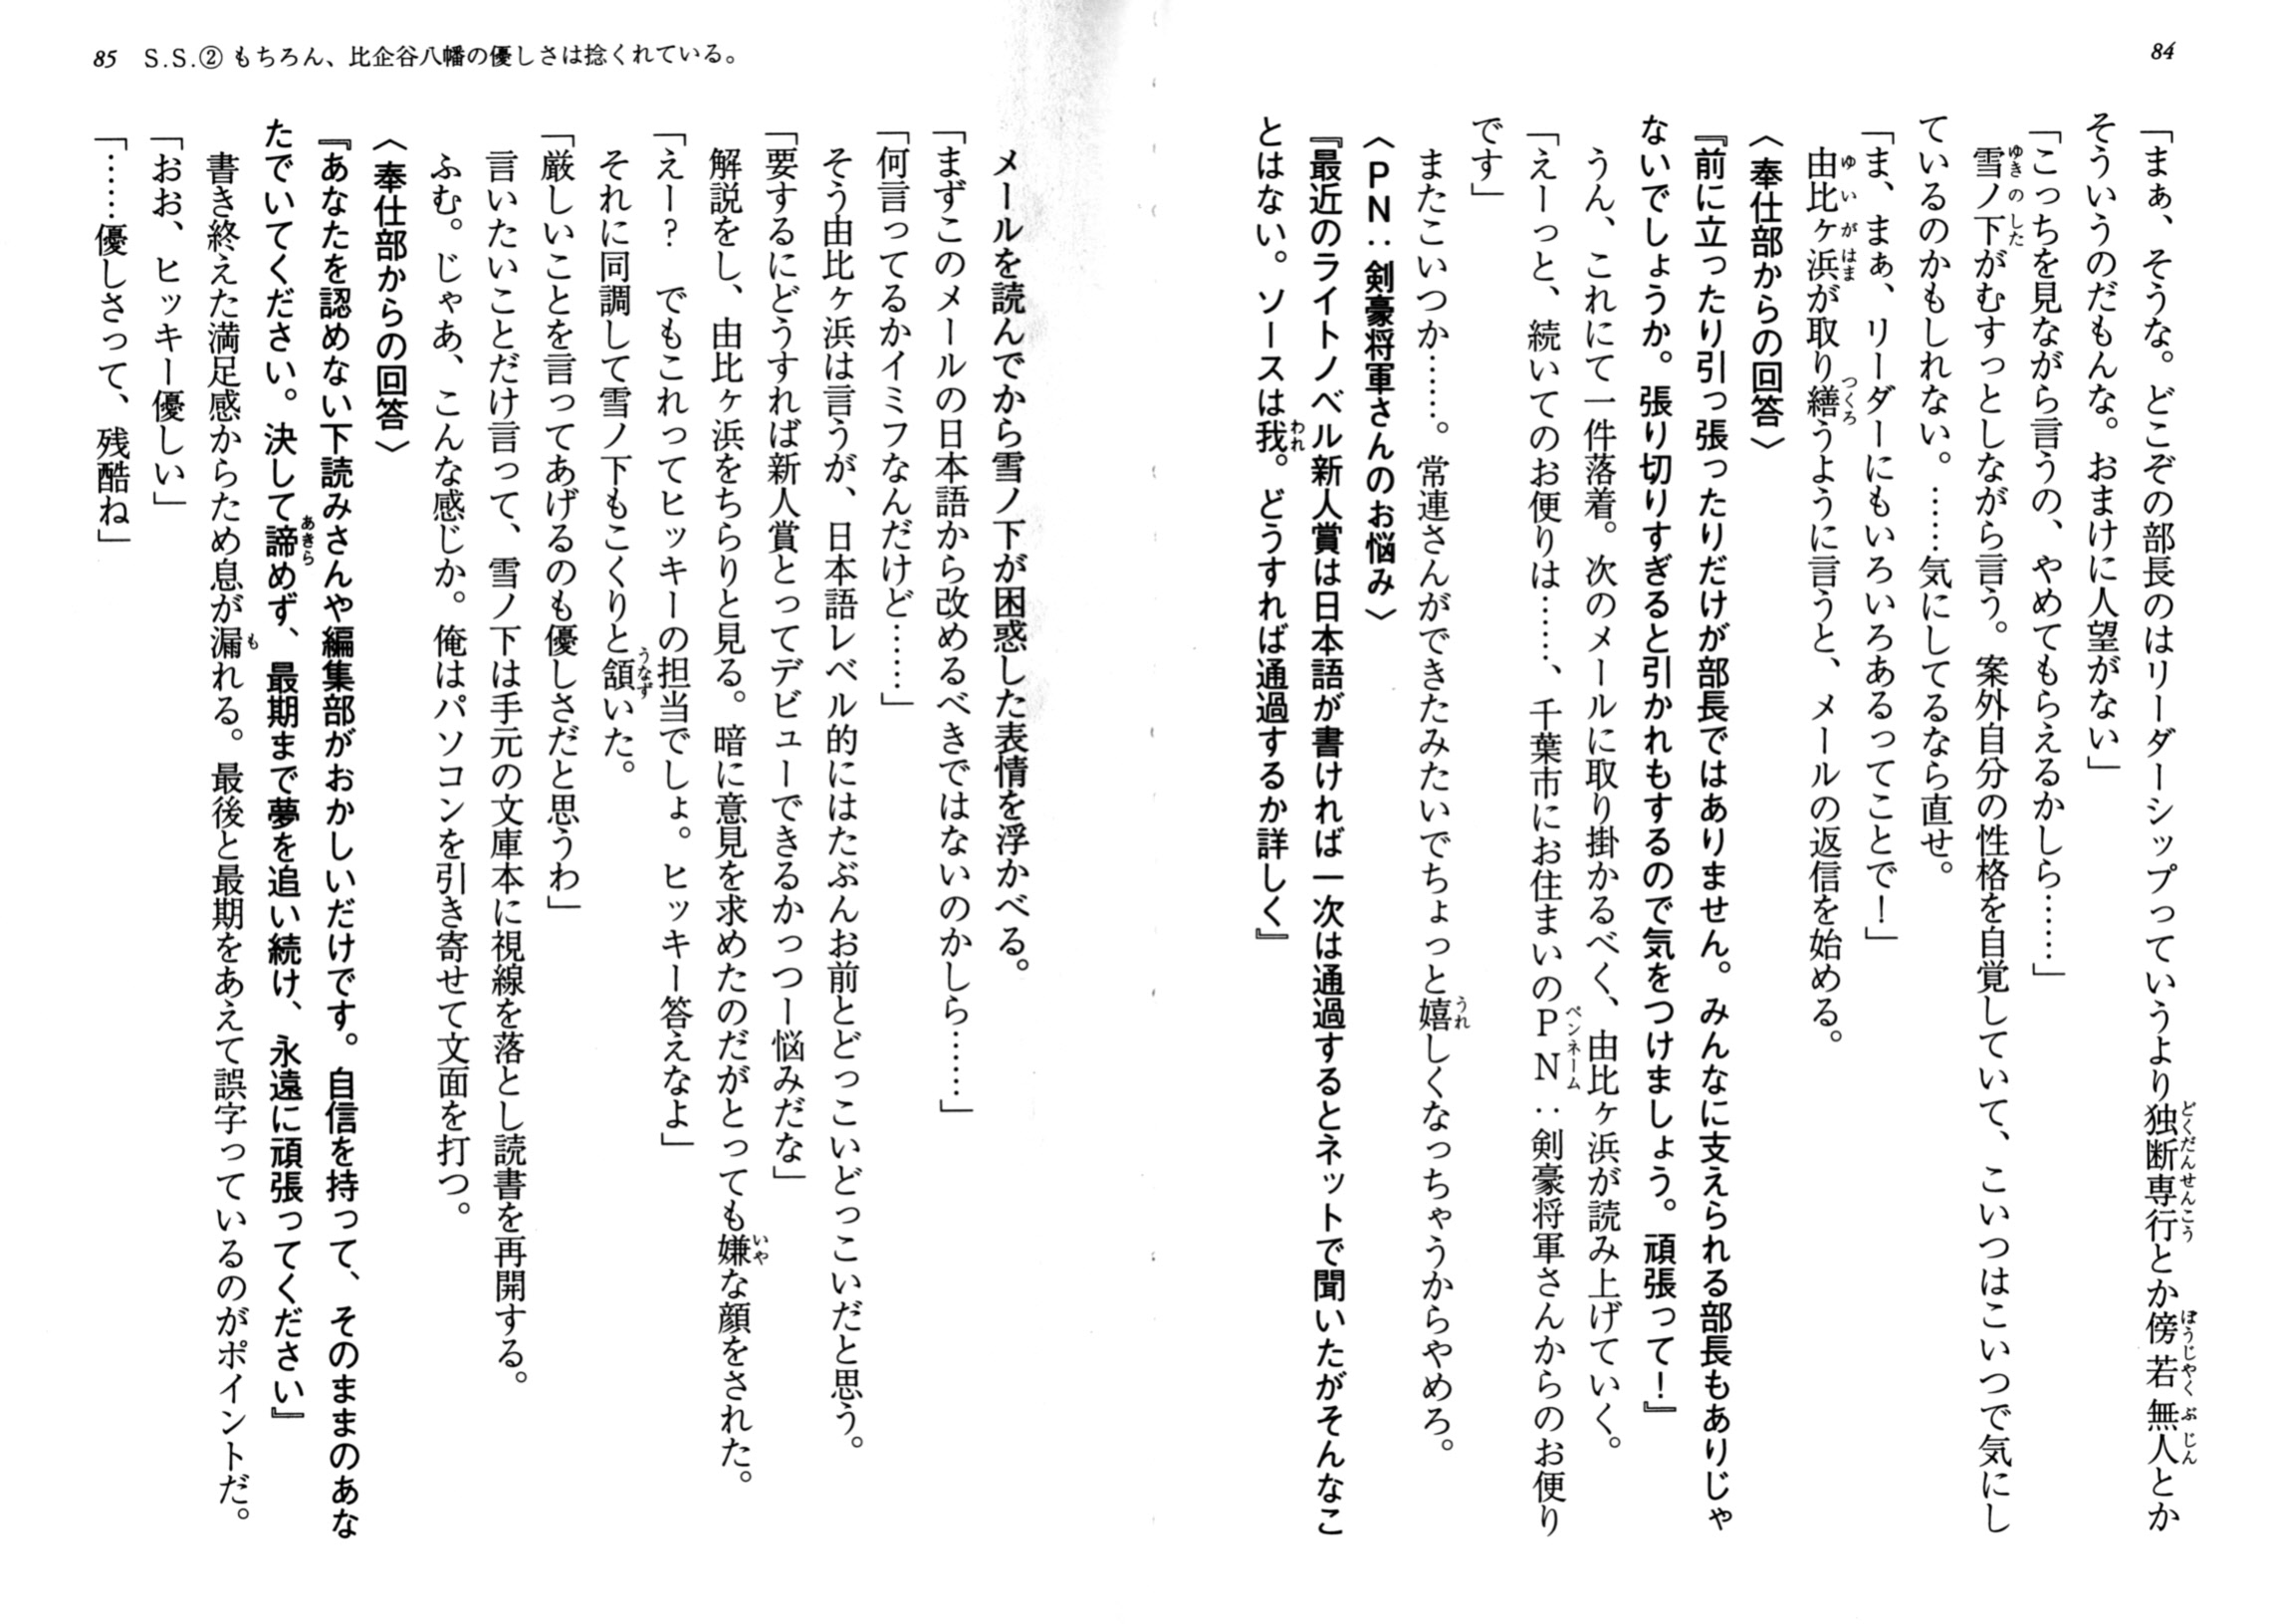 84
「まぁ、そうな。どこぞの部長のはリーダーシップっていうより独断専行とか傍若無人とか
そういうのだもんな。おまけに人望がない」
「こっちを見ながら言うの、やめてもらえるかしら……」
雪ノ下がむすっとしながら言う。案外自分の性格を自覚していて、こいつはこいつで気にし
ているのかもしれない。……気にしてるなら直せ。
「ま、まぁ、リーダーにもいろいろあるってことで！」
由比ヶ浜が取り繕うように言うと、メールの返信を始める。
〈奉仕部からの回答〉
『前に立ったり引っ張ったりだけが部長ではありません。みんなに支えられる部長もありじゃ
ないでしょうか。張り切りすぎると引かれもするので気をつけましょう。頑張って！』
うん、これにて一件落着。次のメールに取り掛かるべく、由比ヶ浜が読み上げていく。
「えーっと、続いてのお便りは……、千葉市にお住まいのＰＮ：剣豪将軍さんからのお便り
です」
またこいつか……。常連さんができたみたいでちょっと嬉しくなっちゃうからやめろ。
〈ＰＮ：剣豪将軍さんのお悩み〉
『最近のライトノベル新人賞は日本語が書ければ一次は通過するとネットで聞いたがそんなこ
とはない。ソースは我。どうすれば通過するか詳しく』
85 S.S.② もちろん、比企谷八幡の優しさは捻くれている。
メールを読んでから雪ノ下が困惑した表情を浮かべる。
「まずこのメールの日本語から改めるべきではないのかしら……」
「何言ってるかイミフなんだけど……」
そう由比ヶ浜は言うが、日本語レベル的にはたぶんお前とどっこいどっこいだと思う。
「要するにどうすれば新人賞とってデビューできるかっつー悩みだな」
解説をし、由比ヶ浜をちらりと見る。暗に意見を求めたのだがとっても嫌な顔をされた。
「えー？　でもこれってヒッキーの担当でしょ。ヒッキー答えなよ」
それに同調して雪ノ下もこくりと頷いた。
「厳しいことを言ってあげるのも優しさだと思うわ」
言いたいことだけ言って、雪ノ下は手元の文庫本に視線を落とし読書を再開する。
ふむ。じゃあ、こんな感じか。俺はパソコンを引き寄せて文面を打つ。
〈奉仕部からの回答〉
『あなたを認めない下読みさんや編集部がおかしいだけです。自信を持って、そのままのあな
たでいてください。決して諦めず、最期まで夢を追い続け、永遠に頑張ってください』
書き終えた満足感からため息が漏れる。最後と最期をあえて誤字っているのがポイントだ。
「おお、ヒッキー優しい」
「……優しさって、残酷ね」